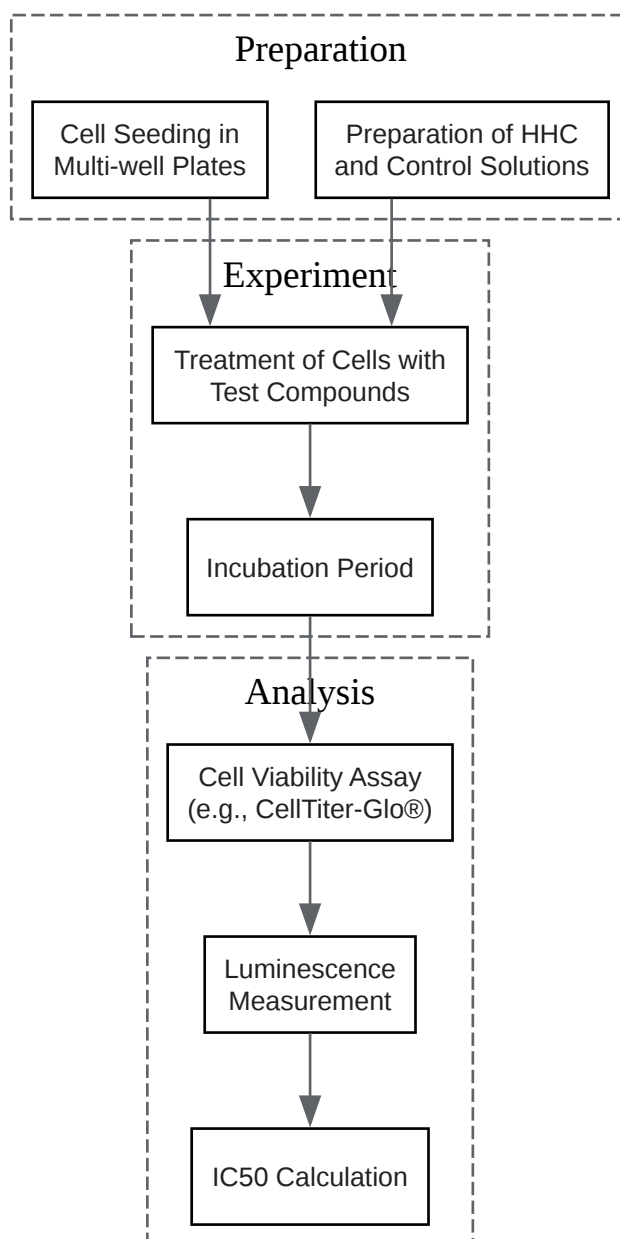 Preparation
Cell Seeding in
Multi-well Plates
Preparation of HHC
and Control Solutions
Experiment
Treatment of Cells with
Test Compounds
Incubation Period
Analysis
Cell Viability Assay
(e.g., CellTiter-Glo®)
Luminescence
Measurement
IC50 Calculation